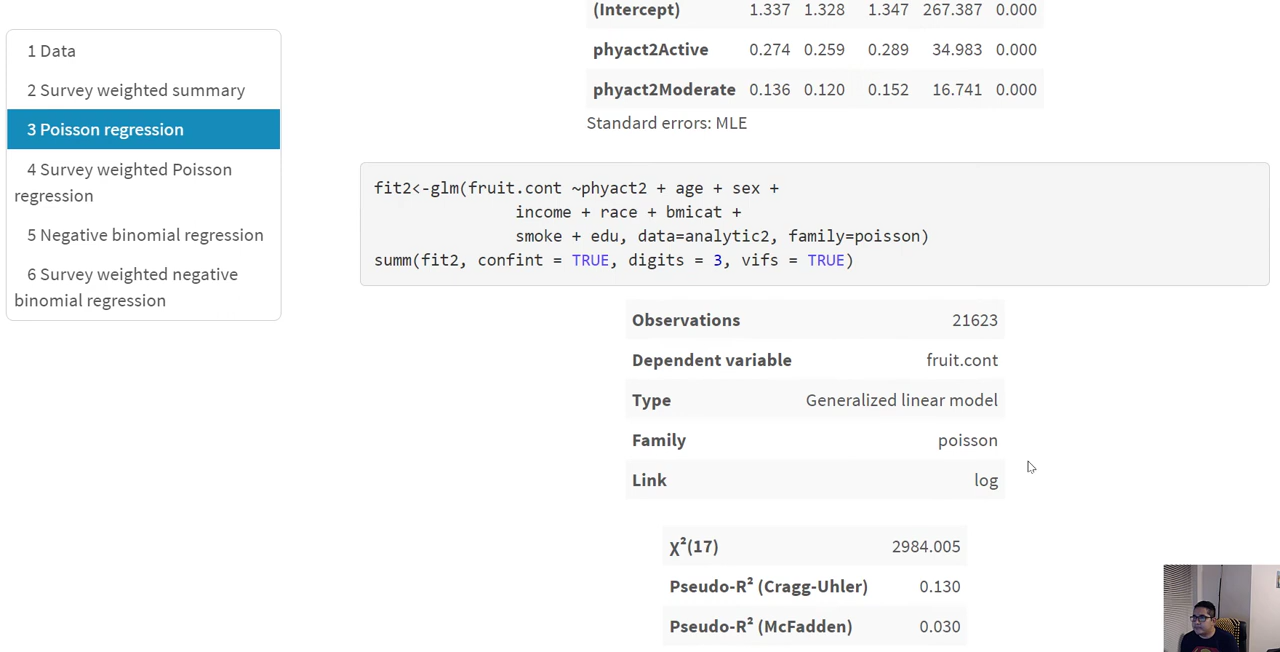 1 Data
2 Survey weighted summary
3 Poisson regression
4 Survey weighted Poisson
regression
5 Negative binomial regression
6 Survey weighted negative
binomial regression
(Intercept) 1.337 1.328 1.347 267.387 0.000
phyact2Active 0.274 0.259 0.289 34.983 0.000
phyact2Moderate 0.136 0.120 0.152 16.741 0.000
Standard errors: MLE
fit2<-glm(fruit.cont ~phyact2 + age + sex +
income + race + bmicat +
smoke + edu, data=analytic2, family=poisson)
summ(fit2, confint = TRUE, digits = 3, vifs = TRUE)
Observations 21623
Dependent variable fruit.cont
Type Generalized linear model
Family poisson
Link log
χ²(17) 2984.005
Pseudo-R² (Cragg-Uhler) 0.130
Pseudo-R² (McFadden) 0.030